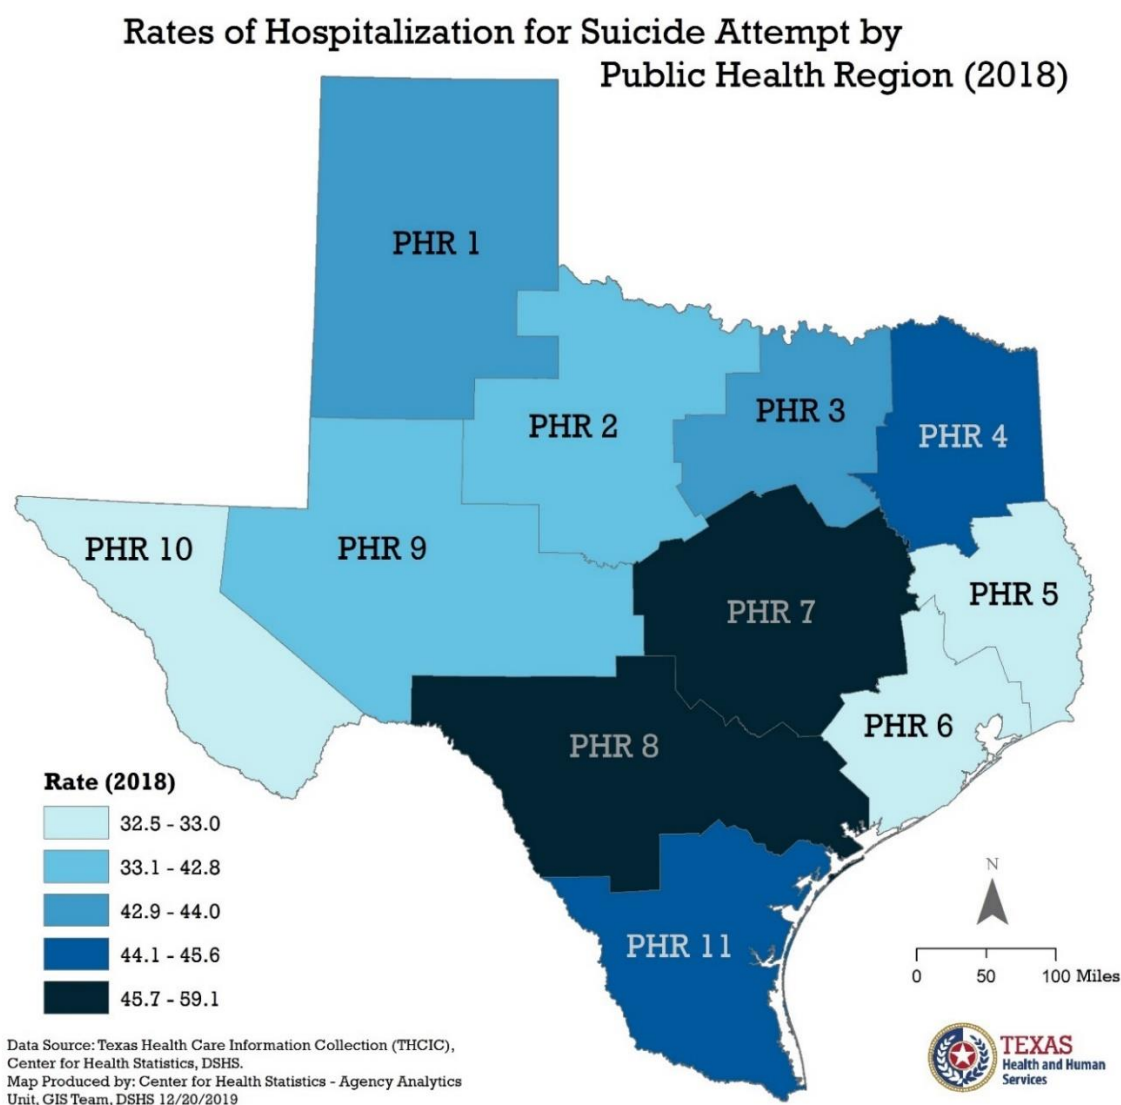 Rates of Hospitalization for Suicide Attempt by
Public Health Region (2018)
PHR 1
PHR 2
PHR 3
PHR 4
PHR 10
PHR 9
PHR 5
PHR 7
PHR 6
PHR 8
PHR 11
Rate (2018)
32.5 - 33.0
33.1 - 42.8
42.9 - 44.0
44.1 - 45.6
45.7 - 59.1
N
0 50 100 Miles
Data Source: Texas Health Care Information Collection (THCIC),
Center for Health Statistics, DSHS.
Map Produced by: Center for Health Statistics - Agency Analytics
Unit, GIS Team, DSHS 12/20/2019
TEXAS
Health and Human
Services